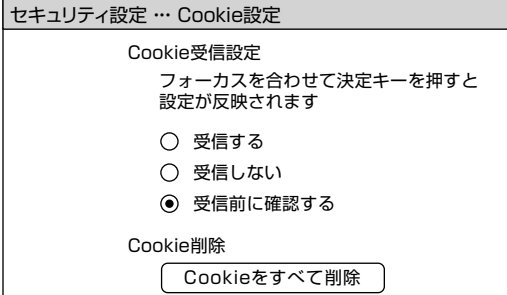 セキュリティ設定 … Cookie設定
Cookie受信設定
フォーカスを合わせて決定キーを押すと
設定が反映されます
受信する
受信しない
受信前に確認する
Cookie削除
Cookieをすべて削除